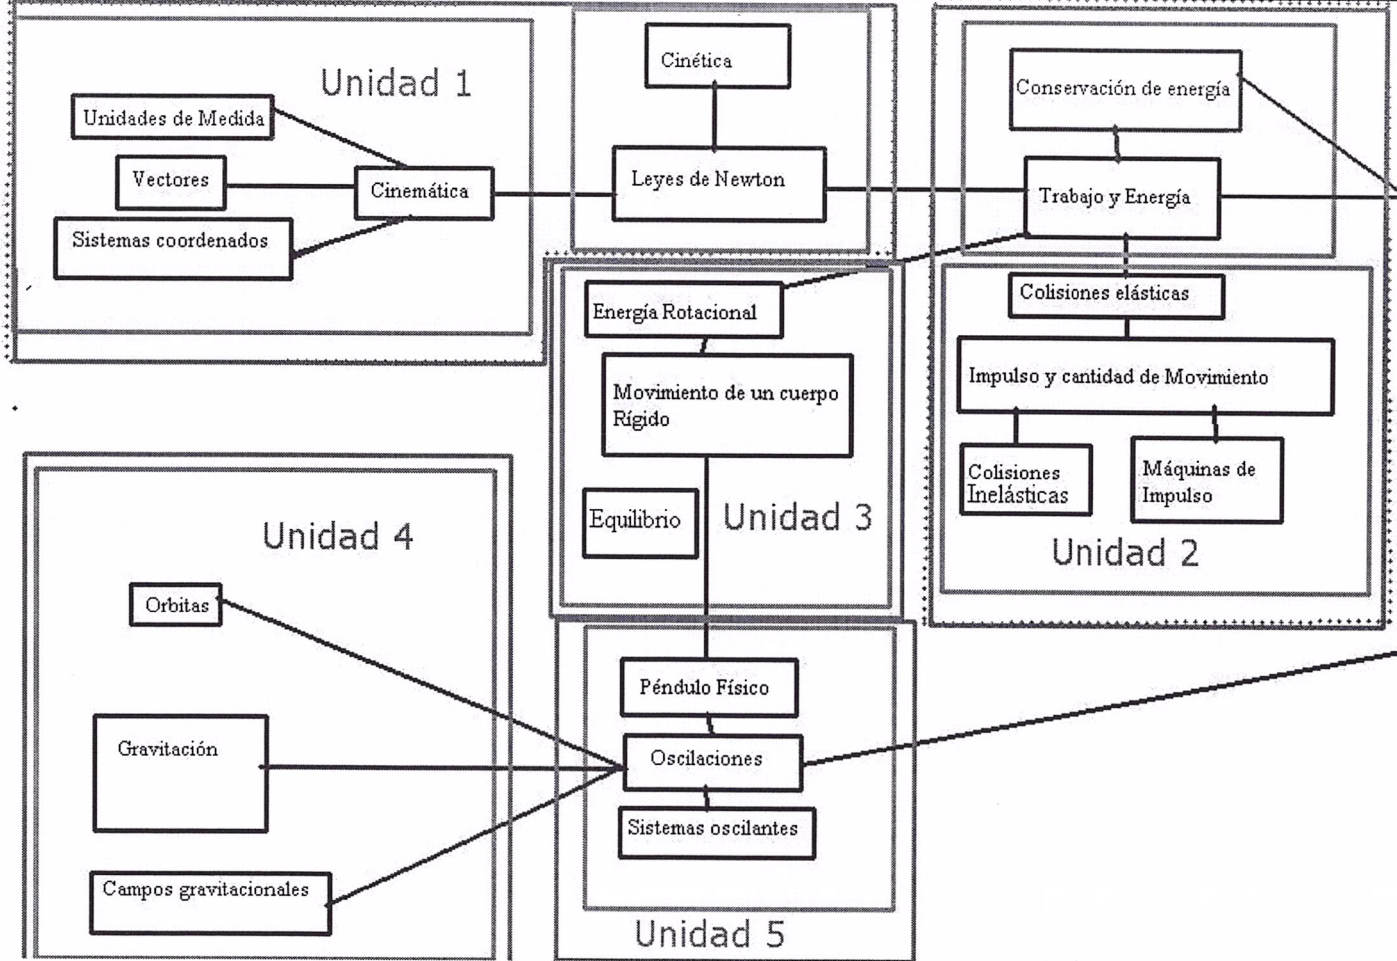 Unidad 1
Unidades de Medida
Vectores
Sistemas coordenados
Cinemática
Cinética
Leyes de Newton
Conservación de energía
Trabajo y Energía
Colisiones elásticas
Impulso y cantidad de Movimiento
Colisiones
Inelásticas
Máquinas de
Impulso
Unidad 2
Energía Rotacional
Movimiento de un cuerpo
Rígido
Equilibrio
Unidad 3
Unidad 4
Orbitas
Gravitación
Campos gravitacionales
Péndulo Físico
Oscilaciones
Sistemas oscilantes
Unidad 5